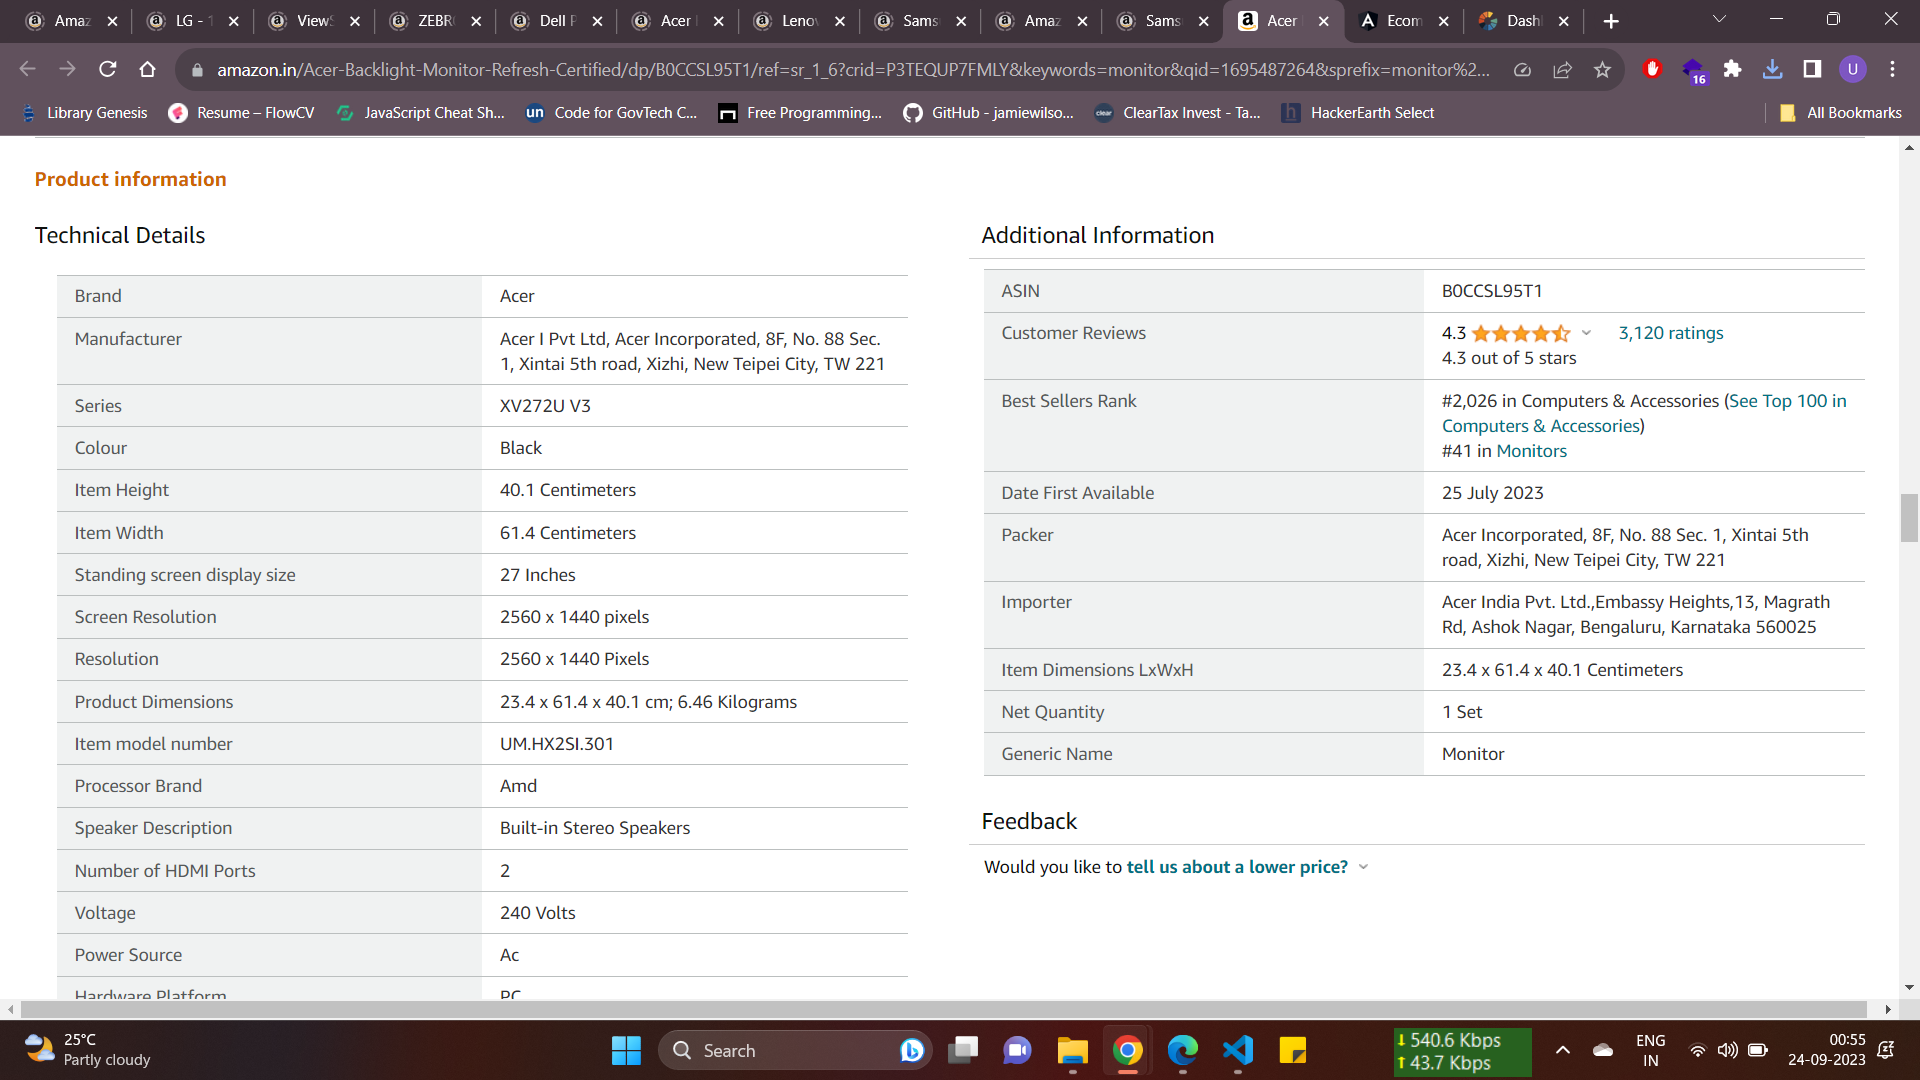 Amaz
LG - 1
ViewS
ZEBR
Dell P
Acer
Leno
Sams
Amaz
Sams
Acer
Ecom
Dash
amazon.in/Acer-Backlight-Monitor-Refresh-Certified/dp/B0CCSL95T1/ref=sr_1_6?crid=P3TEQUP7FMLY&keywords=monitor&qid=1695487264&sprefix=monitor%2...
16
U
Library Genesis
Resume – FlowCV
JavaScript Cheat Sh...
un
Code for GovTech C...
Free Programming...
GitHub - jamiewilso...
clear
ClearTax Invest - Ta...
h
HackerEarth Select
All Bookmarks
Product information
Technical Details
Brand
Acer
Manufacturer
Acer I Pvt Ltd, Acer Incorporated, 8F, No. 88 Sec.
1, Xintai 5th road, Xizhi, New Teipei City, TW 221
Series
XV272U V3
Colour
Black
Item Height
40.1 Centimeters
Item Width
61.4 Centimeters
Standing screen display size
27 Inches
Screen Resolution
2560 x 1440 pixels
Resolution
2560 x 1440 Pixels
Product Dimensions
23.4 x 61.4 x 40.1 cm; 6.46 Kilograms
Item model number
UM.HX2SI.301
Processor Brand
Amd
Speaker Description
Built-in Stereo Speakers
Number of HDMI Ports
2
Voltage
240 Volts
Power Source
Ac
Hardware Platform
PC
Additional Information
ASIN
B0CCSL95T1
Customer Reviews
4.3
3,120 ratings
4.3 out of 5 stars
Best Sellers Rank
#2,026 in Computers & Accessories (See Top 100 in
Computers & Accessories)
#41 in Monitors
Date First Available
25 July 2023
Packer
Acer Incorporated, 8F, No. 88 Sec. 1, Xintai 5th
road, Xizhi, New Teipei City, TW 221
Importer
Acer India Pvt. Ltd.,Embassy Heights,13, Magrath
Rd, Ashok Nagar, Bengaluru, Karnataka 560025
Item Dimensions LxWxH
23.4 x 61.4 x 40.1 Centimeters
Net Quantity
1 Set
Generic Name
Monitor
Feedback
Would you like to tell us about a lower price?
25°C
Partly cloudy
Search
540.6 Kbps
43.7 Kbps
ENG
IN
00:55
24-09-2023